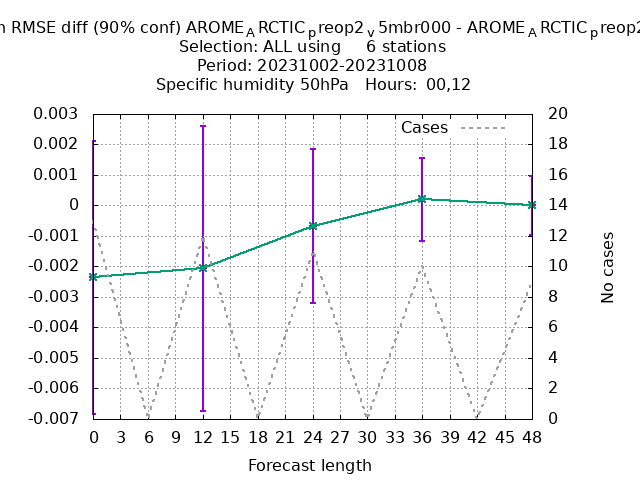 n RMSE diff (90% conf) AROME_ARCTIC_preop2_v5mbr000 - AROME_ARCTIC_preop2
Selection: ALL using 6 stations
Period: 20231002-20231008
Specific humidity 50hPa Hours: 00,12
0.003
0.002
0.001
0
-0.001
-0.002
-0.003
-0.004
-0.005
-0.006
-0.007
Cases
20
18
16
14
12
10
8
6
4
2
0
No cases
0 3 6 9 12 15 18 21 24 27 30 33 36 39 42 45 48
Forecast length